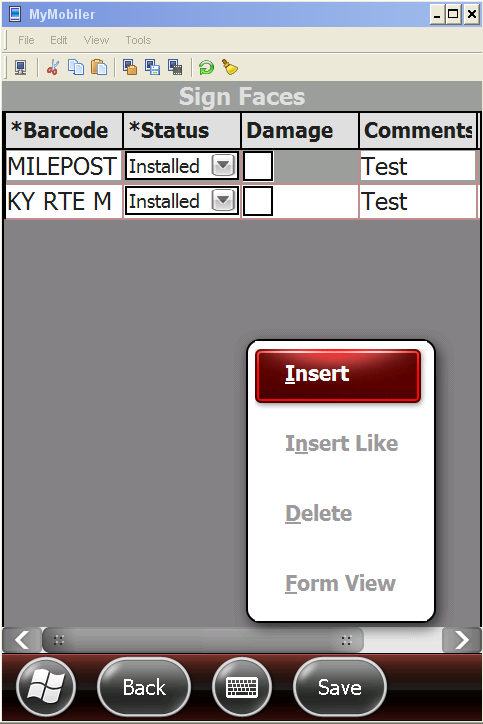 MyMobiler
File Edit View Tools
Sign Faces
*Barcode *Status Damage Comments
MILEPOST Installed Test
KY RTE M Installed Test
Insert
Insert Like
Delete
Form View
Back Save